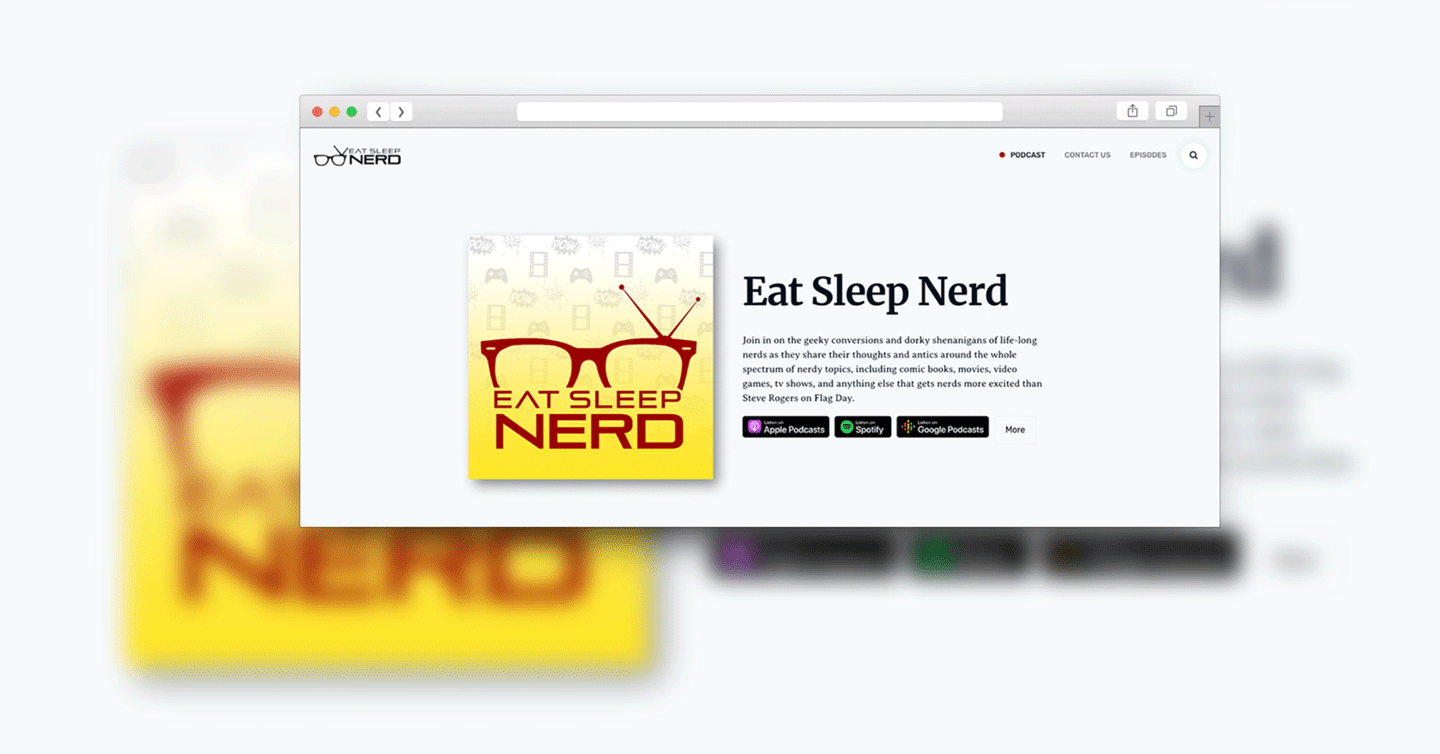 EAT SLEEP
NERD
PODCAST
CONTACT US
EPISODES
POW POW POW
POW POW
EAT SLEEP
NERD
Eat Sleep Nerd
Join in on the geeky conversions and dorky shenanigans of life-long
nerds as they share their thoughts and antics around the whole
spectrum of nerdy topics, including comic books, movies, video
games, tv shows, and anything else that gets nerds more excited than
Steve Rogers on Flag Day.
Listen on
Apple Podcasts
Listen on
Spotify
Listen on
Google Podcasts
More
NERD